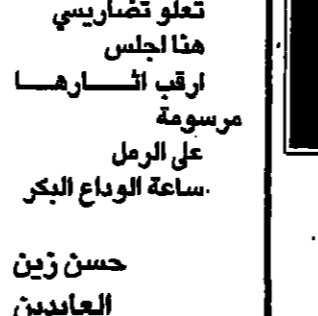 تعلو تضاريسي
هنا اجلس
ارقب اثـــارهـــا
مرسومة
على الرمل
ساعة الوداع البكر.
حسن زين
العابدين